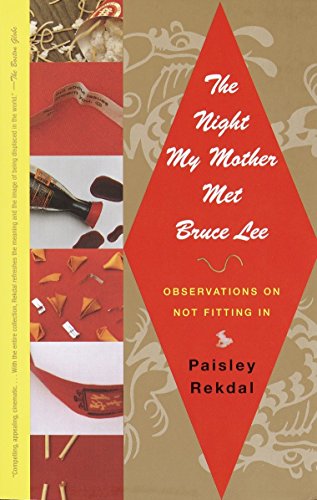 The
Night
My Mother
Met
Bruce Lee
OBSERVATIONS ON
NOT FITTING IN
Paisley
Rekdal
"Compelling, appealing, cinematic. . . . With the entire collection, Rekdal refreshes the meaning and the image of being displaced in the world." —The Boston Globe